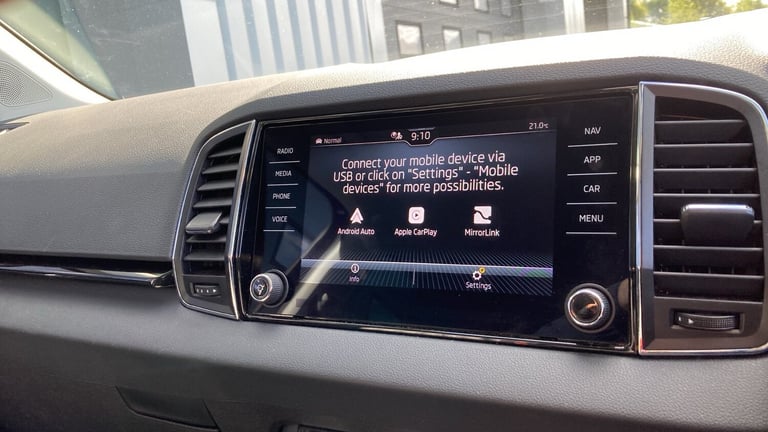 RADIO
MEDIA
PHONE
VOICE
Normal
9:10
21.0°C
Connect your mobile device via
USB or click on "Settings" - "Mobile
devices" for more possibilities.
Android Auto
Apple CarPlay
MirrorLink
Info
Settings
NAV
APP
CAR
MENU